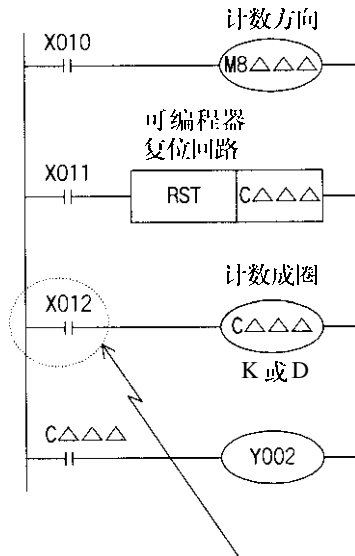 计数方向
X010
M8△△△
可编程器
复位回路
X011
RST C△△△
计数成圈
X012
C△△△
K 或 D
C△△△
Y002